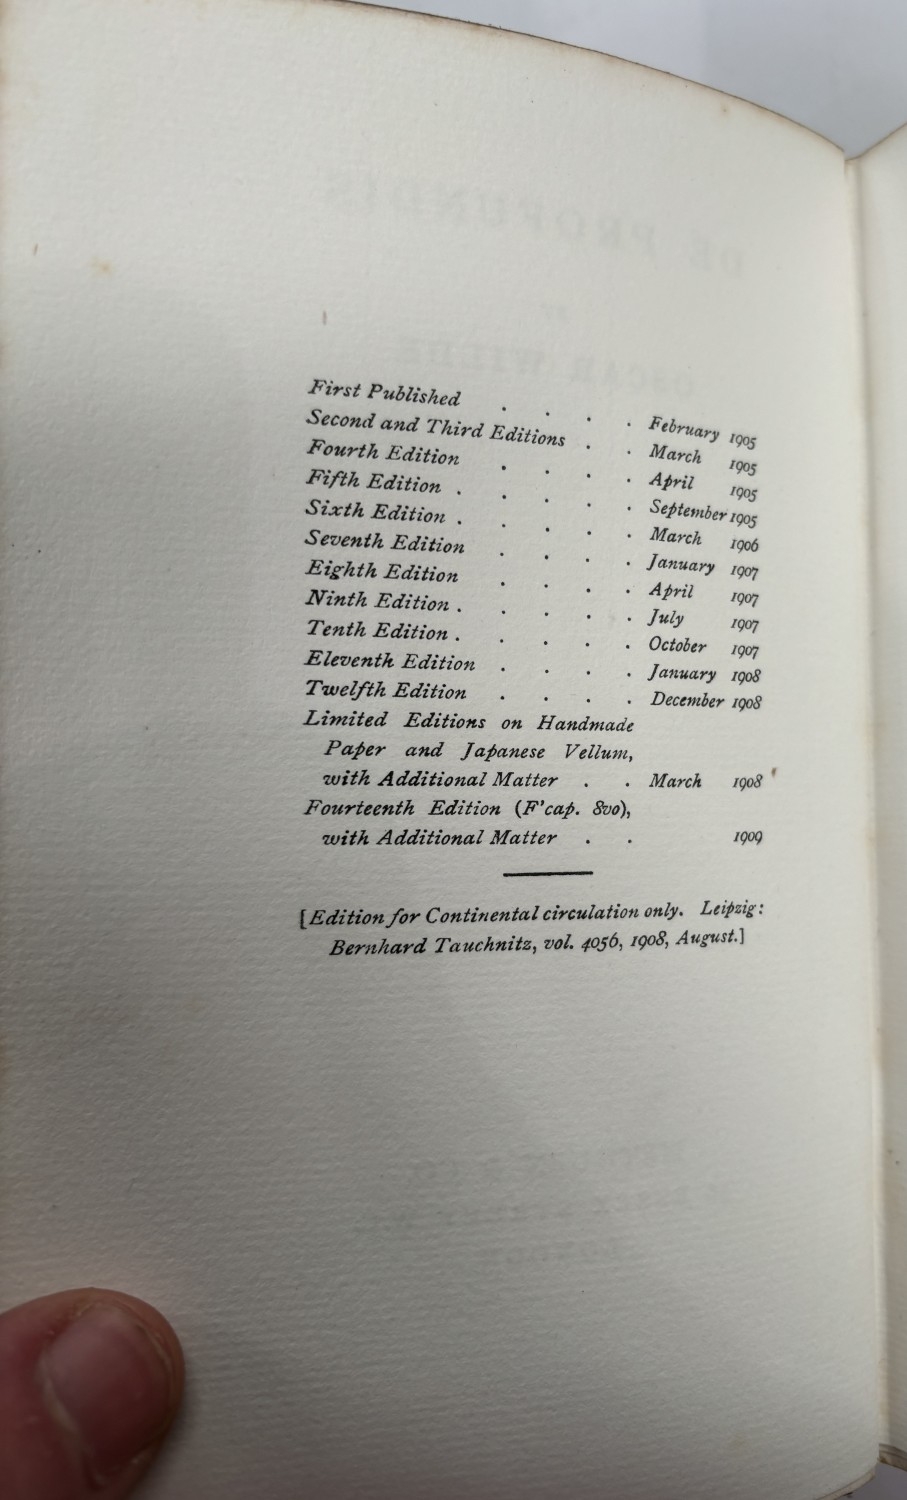 First Published . . . . February 1905
Second and Third Editions . . March 1905
Fourth Edition . . . . April 1905
Fifth Edition . . . . . September 1905
Sixth Edition . . . . . March 1906
Seventh Edition . . . . January 1907
Eighth Edition . . . . April 1907
Ninth Edition . . . . . July 1907
Tenth Edition . . . . . October 1907
Eleventh Edition . . . . January 1908
Twelfth Edition . . . . December 1908
Limited Editions on Handmade
Paper and Japanese Vellum,
with Additional Matter . . March 1908
Fourteenth Edition (F'cap. 8vo),
with Additional Matter . . 1909
[Edition for Continental circulation only. Leipzig:
Bernhard Tauchnitz, vol. 4056, 1908, August.]